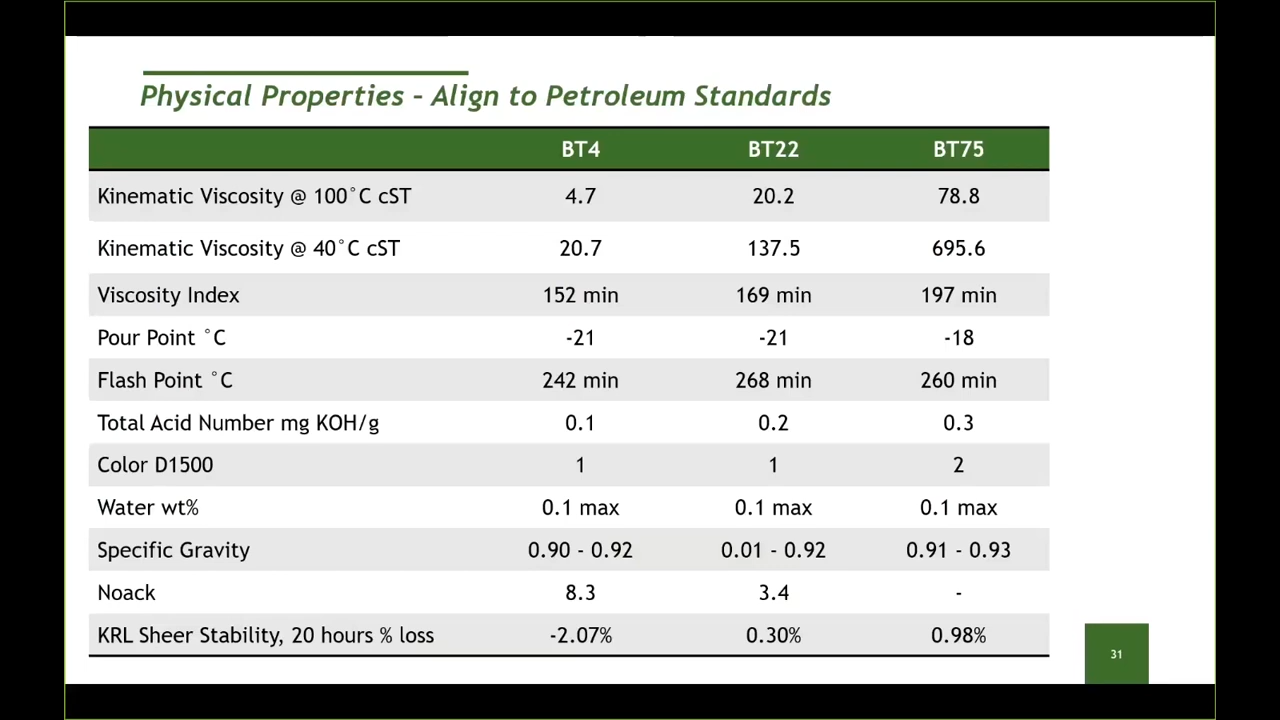 Physical Properties – Align to Petroleum Standards
BT4 BT22 BT75
Kinematic Viscosity @ 100°C cST 4.7 20.2 78.8
Kinematic Viscosity @ 40°C cST 20.7 137.5 695.6
Viscosity Index 152 min 169 min 197 min
Pour Point °C -21 -21 -18
Flash Point °C 242 min 268 min 260 min
Total Acid Number mg KOH/g 0.1 0.2 0.3
Color D1500 1 1 2
Water wt% 0.1 max 0.1 max 0.1 max
Specific Gravity 0.90 - 0.92 0.01 - 0.92 0.91 - 0.93
Noack 8.3 3.4 -
KRL Sheer Stability, 20 hours % loss -2.07% 0.30% 0.98%
31